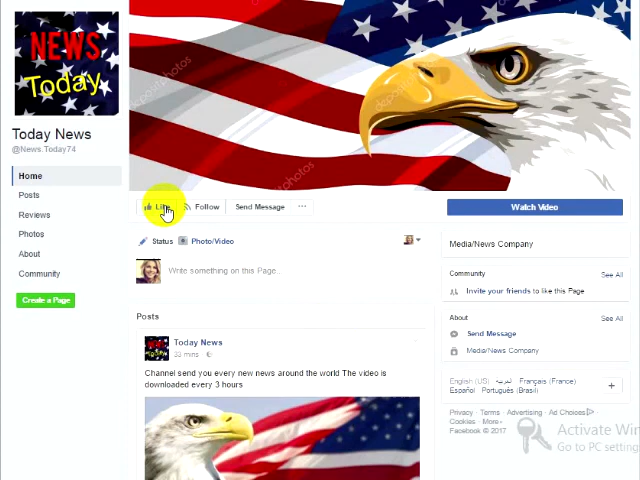 NEWS
Today
depositphotos
depositphotos
depositphotos
Today News
@News.Today74
Home
Posts
Reviews
Photos
About
Community
Create a Page
Like
Follow
Send Message
Watch Video
Status
Photo/Video
Write something on this Page..
Posts
Today News
33 mins
Channel send you every new news around the world The video is
downloaded every 3 hours
Media/News Company
Community
See All
Invite your friends to like this Page
About
See All
Send Message
Media/News Company
English (US) · العربية · Français (France) ·
Español · Português (Brasil)
Privacy · Terms · Advertising · Ad Choices
Cookies · More
Facebook © 2017
Activate Win
Go to PC setting